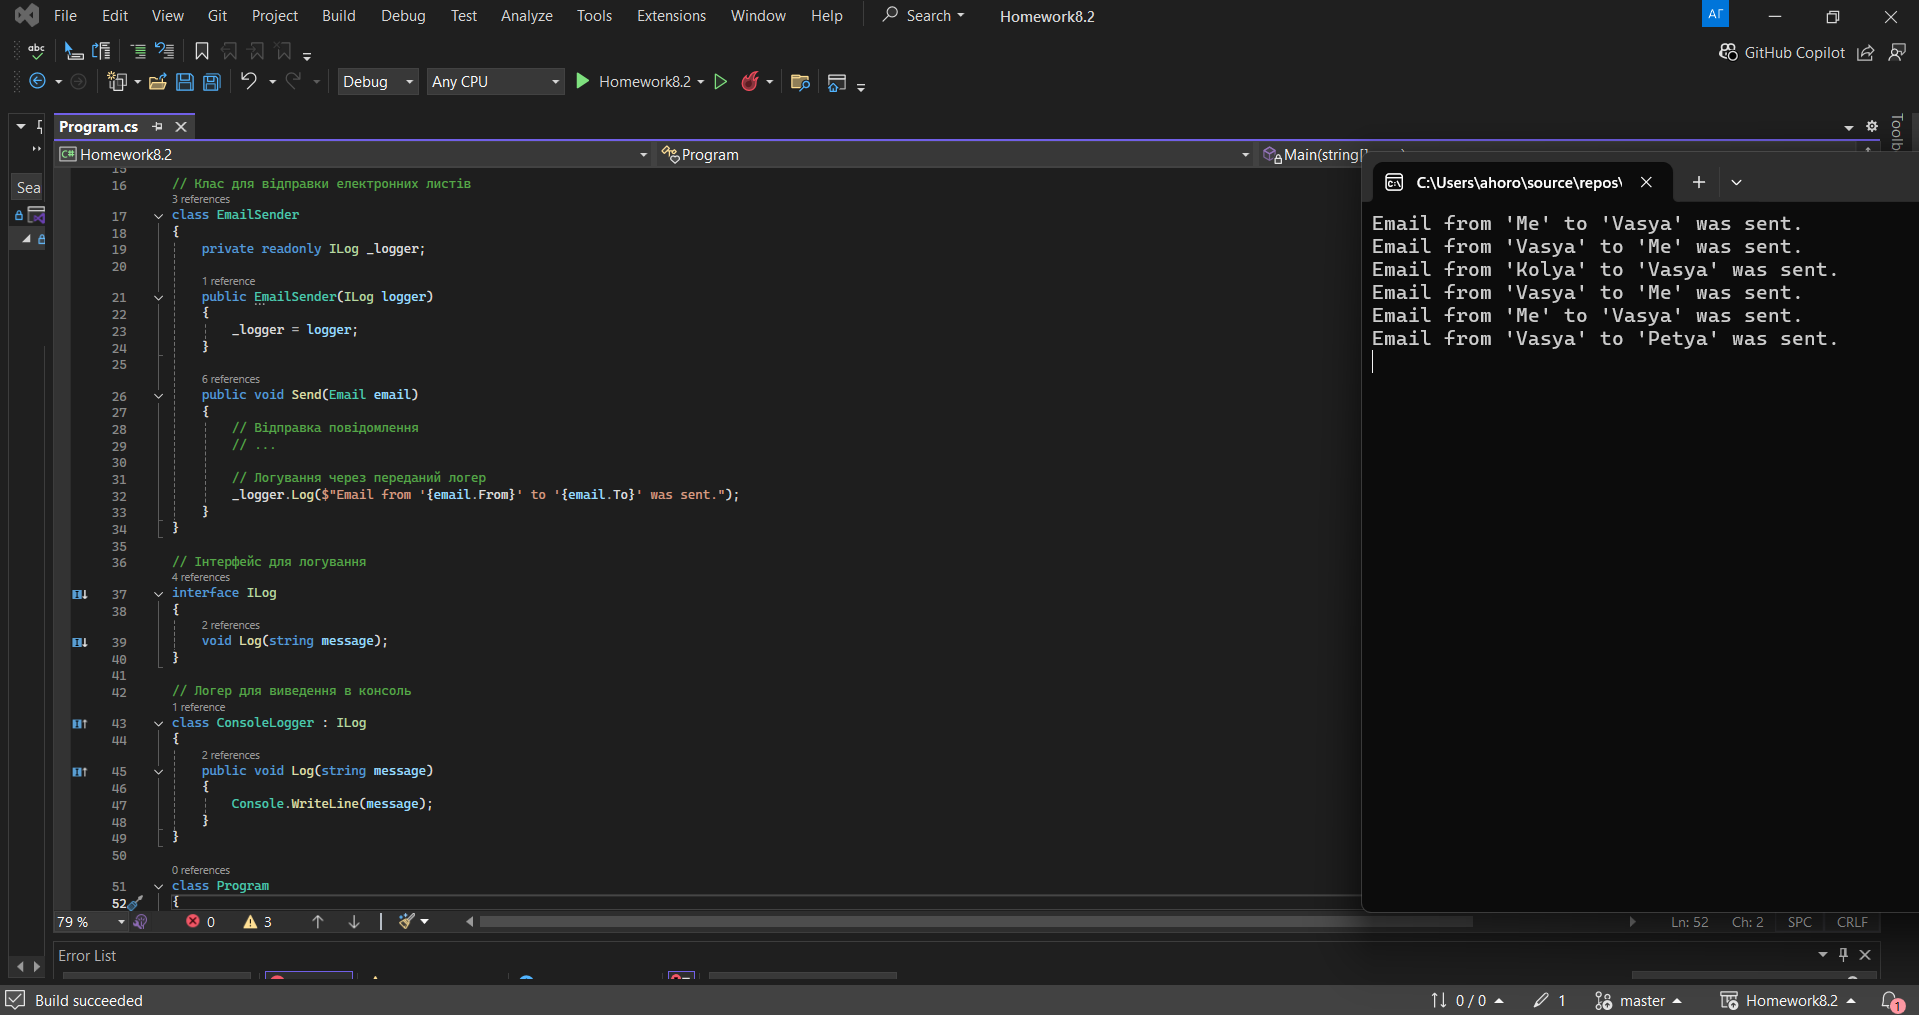 File Edit View Git Project Build Debug Test Analyze Tools Extensions Window Help Search Homework8.2 АГ
GitHub Copilot
Debug Any CPU Homework8.2
Program.cs
C# Homework8.2 Program Main(string[]
Toolb
Sea
15
16 // Клас для відправки електронних листів
3 references
17 class EmailSender
18 {
19 private readonly ILog _logger;
20
1 reference
21 public EmailSender(ILog logger)
22 {
23 _logger = logger;
24 }
25
6 references
26 public void Send(Email email)
27 {
28 // Відправка повідомлення
29 // ...
30
31 // Логування через переданий логер
32 _logger.Log($"Email from '{email.From}' to '{email.To}' was sent.");
33 }
34 }
35
36 // Інтерфейс для логування
4 references
37 interface ILog
38 {
2 references
39 void Log(string message);
40 }
41
42 // Логер для виведення в консоль
1 reference
43 class ConsoleLogger : ILog
44 {
2 references
45 public void Log(string message)
46 {
47 Console.WriteLine(message);
48 }
49 }
50
0 references
51 class Program
52 {
C:\Users\ahoro\source\repos\
Email from 'Me' to 'Vasya' was sent.
Email from 'Vasya' to 'Me' was sent.
Email from 'Kolya' to 'Vasya' was sent.
Email from 'Vasya' to 'Me' was sent.
Email from 'Me' to 'Vasya' was sent.
Email from 'Vasya' to 'Petya' was sent.
79 % 0 3 Ln: 52 Ch: 2 SPC CRLF
Error List
Build succeeded 0 / 0 1 master Homework8.2 1